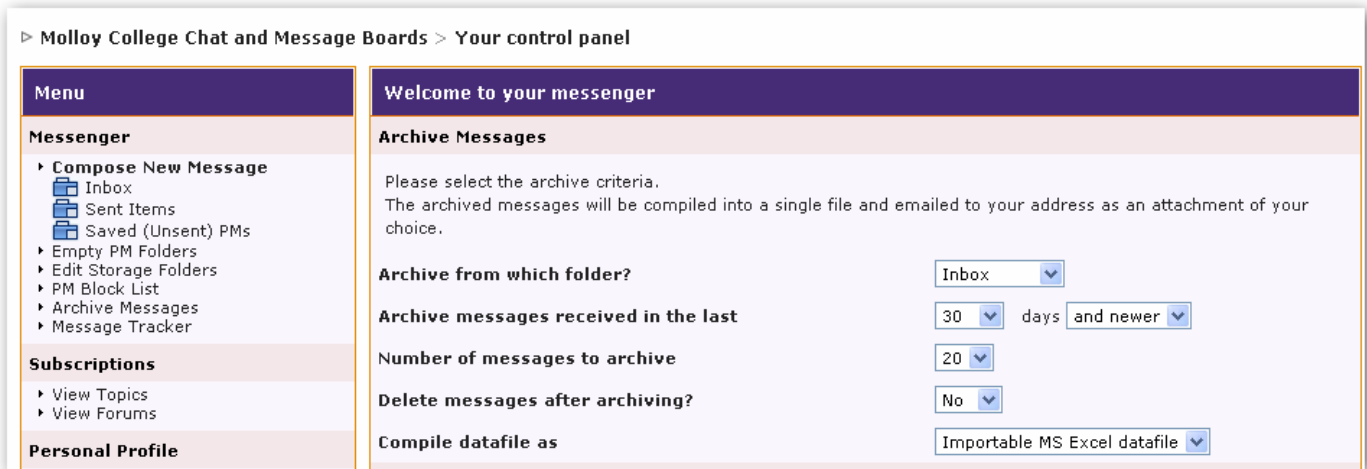 Molloy College Chat and Message Boards > Your control panel
Menu
Messenger
Compose New Message
Inbox
Sent Items
Saved (Unsent) PMs
Empty PM Folders
Edit Storage Folders
PM Block List
Archive Messages
Message Tracker
Subscriptions
View Topics
View Forums
Personal Profile
Welcome to your messenger
Archive Messages
Please select the archive criteria.
The archived messages will be compiled into a single file and emailed to your address as an attachment of your
choice.
Archive from which folder? Inbox
Archive messages received in the last 30 days and newer
Number of messages to archive 20
Delete messages after archiving? No
Compile datafile as Importable MS Excel datafile